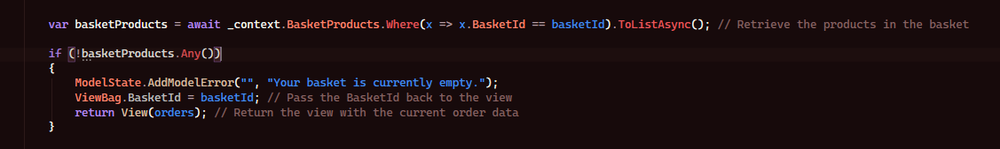 var basketProducts = await _context.BasketProducts.Where(x => x.BasketId == basketId).ToListAsync(); // Retrieve the products in the basket
if (!basketProducts.Any())
{
ModelState.AddModelError("", "Your basket is currently empty.");
ViewBag.BasketId = basketId; // Pass the BasketId back to the view
return View(orders); // Return the view with the current order data
}